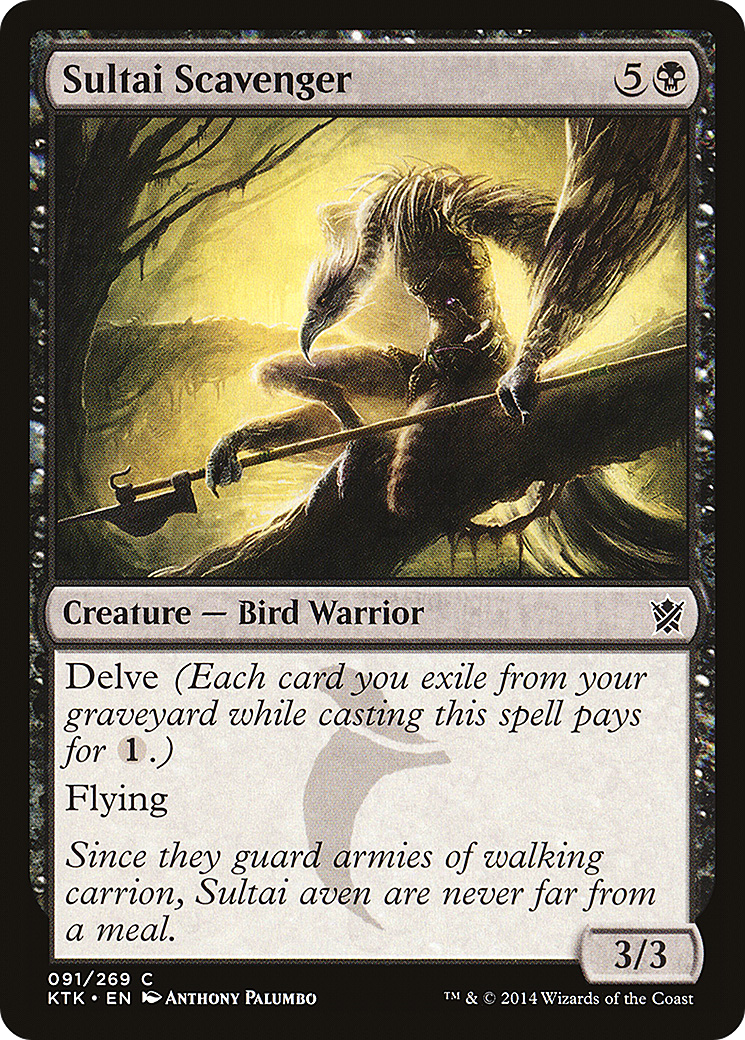 Sultai Scavenger 5
Creature — Bird Warrior
Delve (Each card you exile from your
graveyard while casting this spell pays
for 1.)
Flying
Since they guard armies of walking
carrion, Sultai aven are never far from
a meal.
3/3
091/269 C
KTK • EN Anthony Palumbo
™ & © 2014 Wizards of the Coast